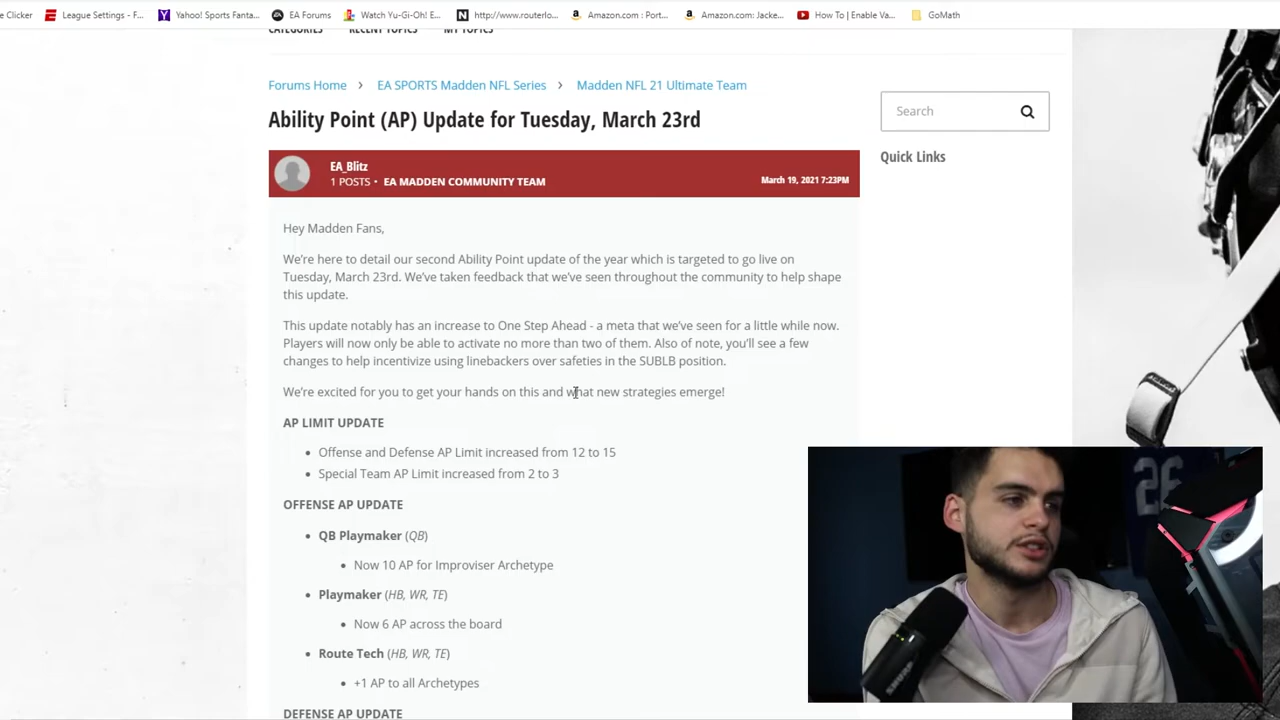 e Clicker League Settings - F... Yahoo! Sports Fanta... EA Forums Watch Yu-Gi-Oh! E... http://www.routerlo... Amazon.com : Port... Amazon.com: Jacke... How To | Enable Va... GoMath
CATEGORIES RECENT TOPICS MY TOPICS
Forums Home > EA SPORTS Madden NFL Series > Madden NFL 21 Ultimate Team
Search
Ability Point (AP) Update for Tuesday, March 23rd
Quick Links
EA_Blitz
1 POSTS • EA MADDEN COMMUNITY TEAM March 19, 2021 7:23PM
Hey Madden Fans,
We're here to detail our second Ability Point update of the year which is targeted to go live on
Tuesday, March 23rd. We've taken feedback that we've seen throughout the community to help shape
this update.
This update notably has an increase to One Step Ahead - a meta that we've seen for a little while now.
Players will now only be able to activate no more than two of them. Also of note, you'll see a few
changes to help incentivize using linebackers over safeties in the SUBLB position.
We're excited for you to get your hands on this and what new strategies emerge!
AP LIMIT UPDATE
• Offense and Defense AP Limit increased from 12 to 15
• Special Team AP Limit increased from 2 to 3
OFFENSE AP UPDATE
• QB Playmaker (QB)
• Now 10 AP for Improviser Archetype
• Playmaker (HB, WR, TE)
• Now 6 AP across the board
• Route Tech (HB, WR, TE)
• +1 AP to all Archetypes
DEFENSE AP UPDATE
26